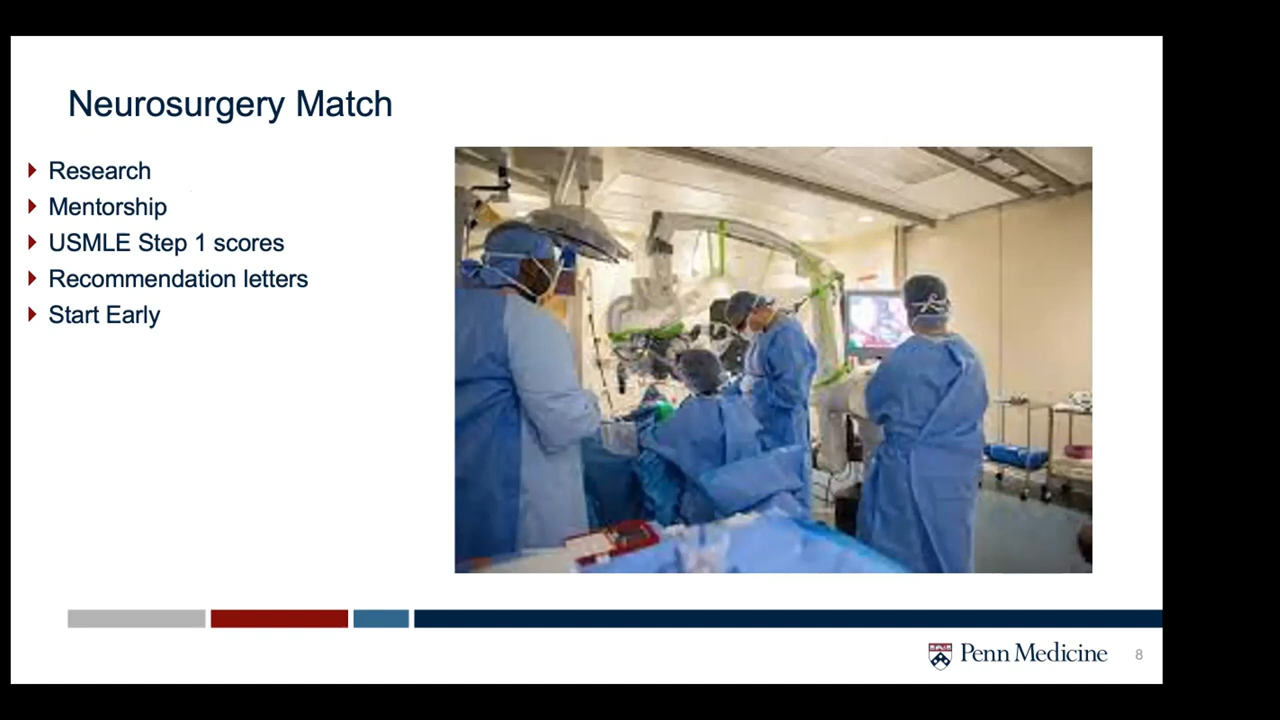 Neurosurgery Match
Research
Mentorship
USMLE Step 1 scores
Recommendation letters
Start Early
Penn Medicine
8